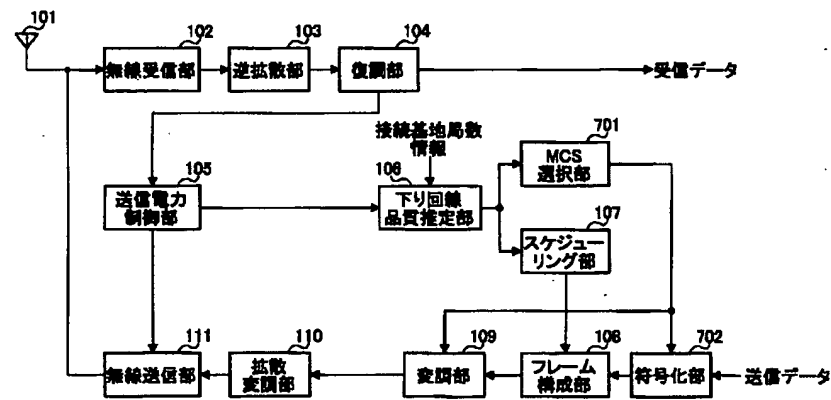 101
102
103
104
無線受信部
逆拡散部
復調部
受信データ
接続基地局数
情報
701
MCS
選択部
105
106
送信電力
制御部
下り回線
品質推定部
107
スケジュー
リング部
111
110
109
108
702
無線送信部
拡散
変調部
変調部
フレーム
構成部
符号化部
送信データ